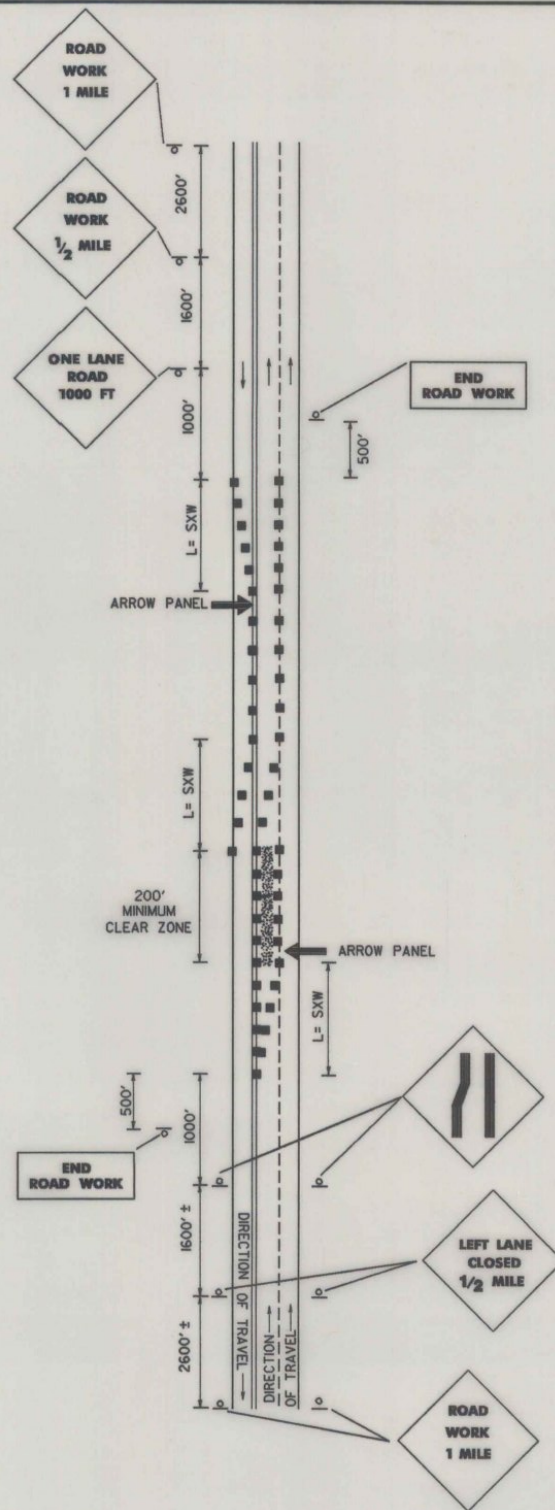 ROAD
WORK
1 MILE
2600'
ROAD
WORK
1/2 MILE
1600'
ONE LANE
ROAD
1000 FT
1000'
END
ROAD WORK
500'
L= SXW
ARROW PANEL
L= SXW
200'
MINIMUM
CLEAR ZONE
ARROW PANEL
L= SXW
500'
1000'
END
ROAD WORK
1600' ±
LEFT LANE
CLOSED
1/2 MILE
DIRECTION OF TRAVEL
DIRECTION
OF TRAVEL
2600' ±
ROAD
WORK
1 MILE